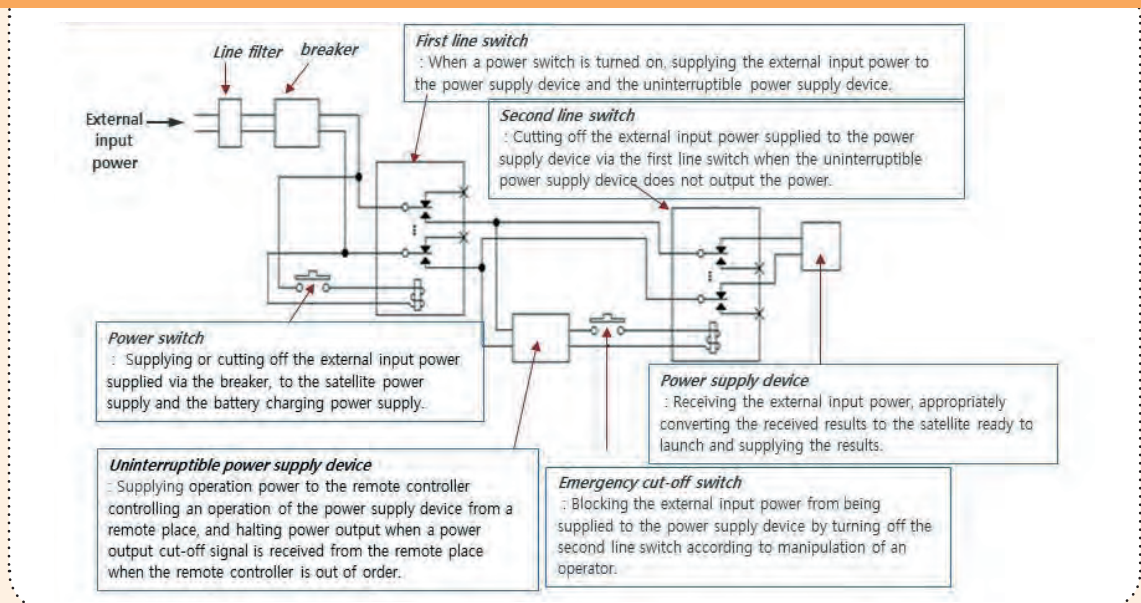 Line filter
breaker
External
input
power
First line switch
: When a power switch is turned on, supplying the external input power to
the power supply device and the uninterruptible power supply device.
Second line switch
: Cutting off the external input power supplied to the power
supply device via the first line switch when the uninterruptible
power supply device does not output the power.
Power switch
: Supplying or cutting off the external input power
supplied via the breaker, to the satellite power
supply and the battery charging power supply.
Power supply device
: Receiving the external input power, appropriately
converting the received results to the satellite ready to
launch and supplying the results.
Uninterruptible power supply device
: Supplying operation power to the remote controller
controlling an operation of the power supply device from a
remote place, and halting power output when a power
output cut-off signal is received from the remote place
when the remote controller is out of order.
Emergency cut-off switch
: Blocking the external input power from being
supplied to the power supply device by turning off the
second line switch according to manipulation of an
operator.